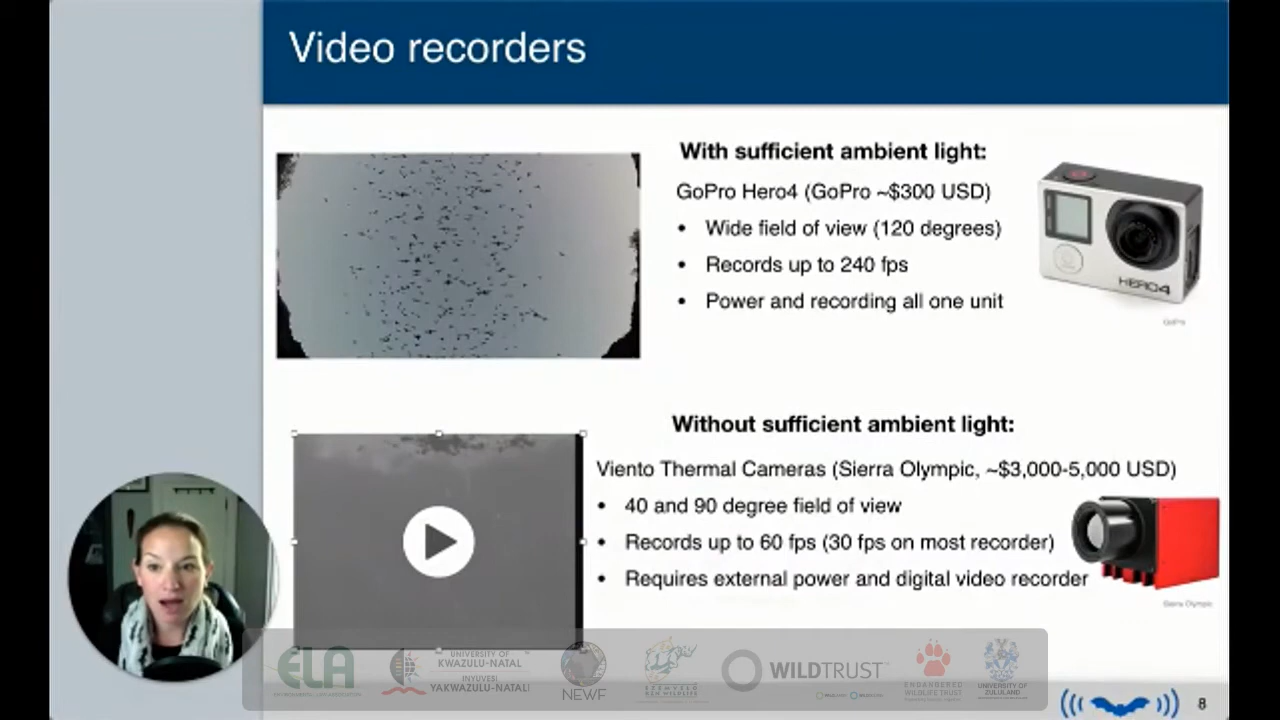 Video recorders
With sufficient ambient light:
GoPro Hero4 (GoPro ~$300 USD)
• Wide field of view (120 degrees)
• Records up to 240 fps
• Power and recording all one unit
HERO4
GoPro
Without sufficient ambient light:
Viento Thermal Cameras (Sierra Olympic, ~$3,000-5,000 USD)
• 40 and 90 degree field of view
• Records up to 60 fps (30 fps on most recorder)
• Requires external power and digital video recorder
Sierra Olympic
ELA
UNIVERSITY OF
KWAZULU-NATAL
INYUVESI
YAKWAZULU-NATALI
NEWF
WILDTRUST
ENDANGERED
WILDLIFE TRUST
UNIVERSITY OF
ZULULAND
8